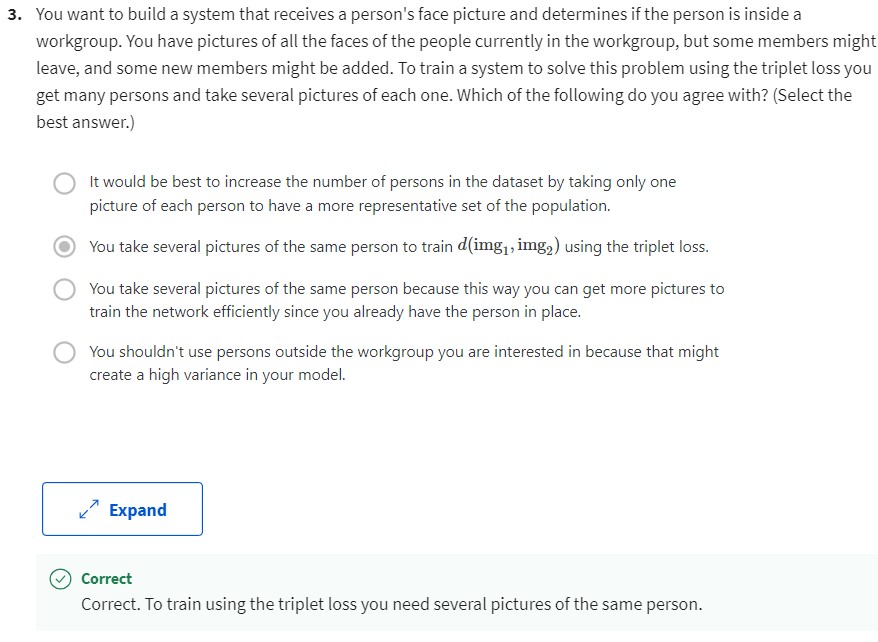 3. You want to build a system that receives a person's face picture and determines if the person is inside a
workgroup. You have pictures of all the faces of the people currently in the workgroup, but some members might
leave, and some new members might be added. To train a system to solve this problem using the triplet loss you
get many persons and take several pictures of each one. Which of the following do you agree with? (Select the
best answer.)
It would be best to increase the number of persons in the dataset by taking only one
picture of each person to have a more representative set of the population.
You take several pictures of the same person to train d(img₁, img₂) using the triplet loss.
You take several pictures of the same person because this way you can get more pictures to
train the network efficiently since you already have the person in place.
You shouldn't use persons outside the workgroup you are interested in because that might
create a high variance in your model.
Expand
Correct
Correct. To train using the triplet loss you need several pictures of the same person.